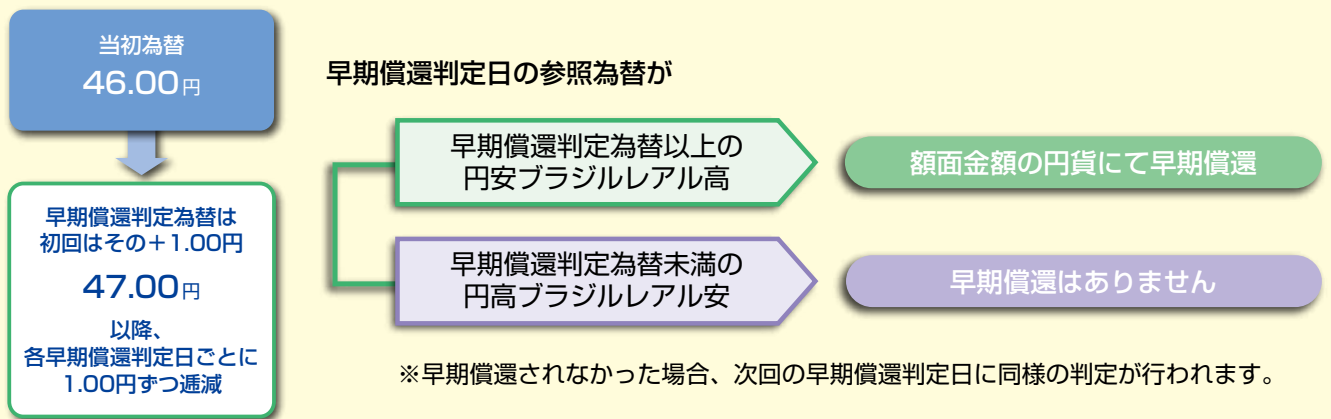 当初為替
46.00円
早期償還判定為替は
初回はその+1.00円
47.00円
以降、
各早期償還判定日ごとに
1.00円ずつ逓減
早期償還判定日の参照為替が
早期償還判定為替以上の
円安ブラジルレアル高
額面金額の円貨にて早期償還
早期償還判定為替未満の
円高ブラジルレアル安
早期償還はありません
※早期償還されなかった場合、次回の早期償還判定日に同様の判定が行われます。